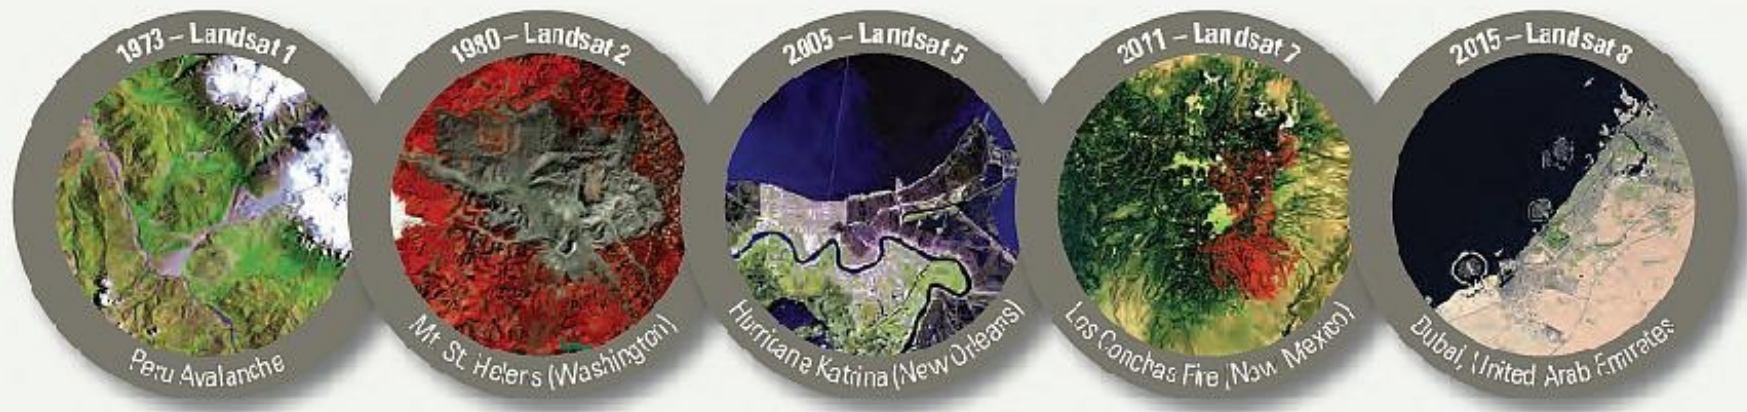 1973 – Landsat 1
Peru Avalanche
1980 – Landsat 2
Mt St. Helens (Washington)
2005 – Landsat 5
Hurricane Katrina (New Orleans)
2011 – Landsat 7
Los Conchas Fire (New Mexico)
2015 – Landsat 8
Dubai, United Arab Emirates